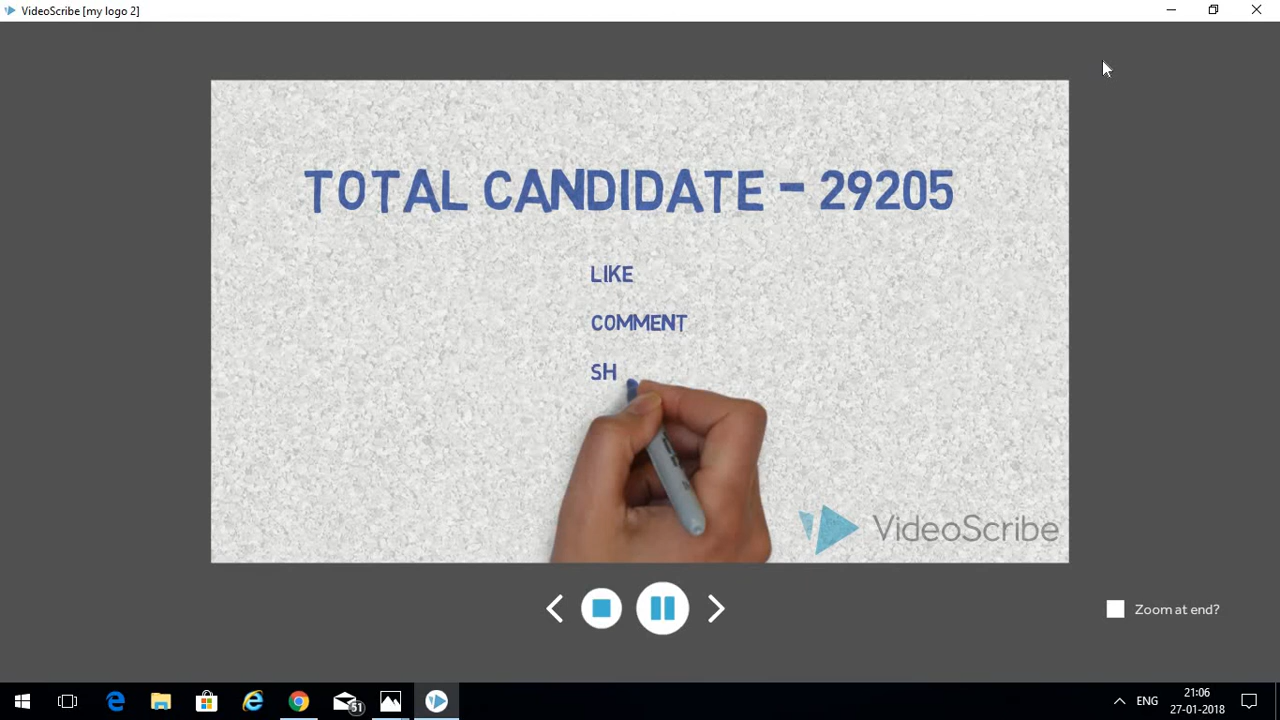 VideoScribe [my logo 2]
TOTAL CANDIDATE - 29205
LIKE
COMMENT
SH
VideoScribe
Zoom at end?
51
ENG
21:06
27-01-2018